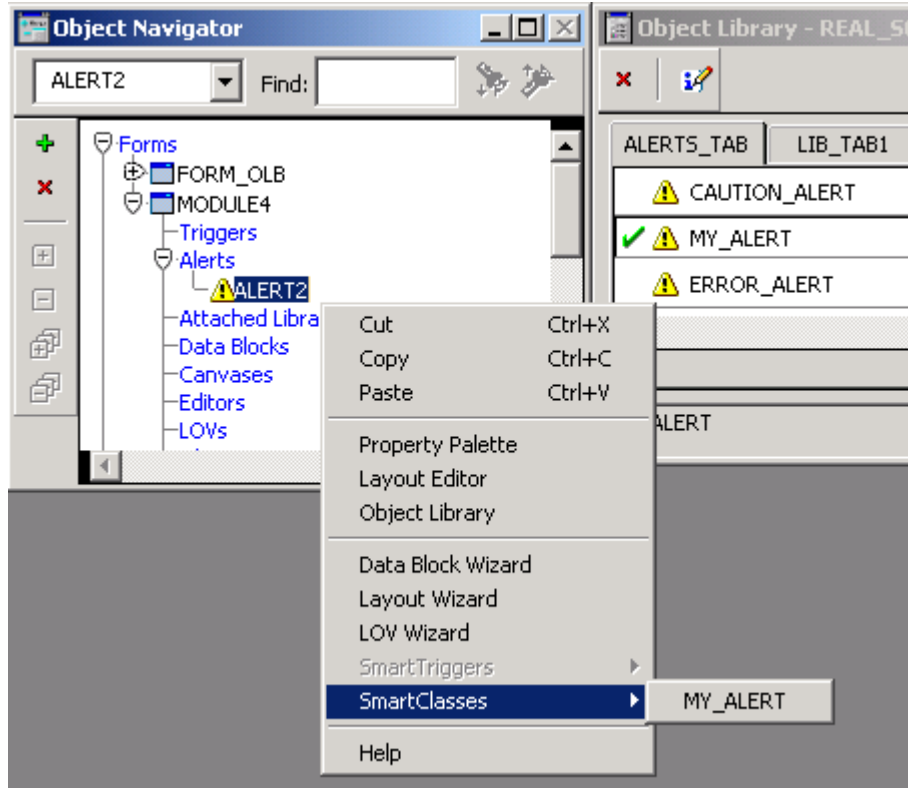 Object Navigator
ALERT2
Find:
Forms
FORM_OLB
MODULE4
Triggers
Alerts
ALERT2
Attached Libra
Data Blocks
Canvases
Editors
LOVs
Object Library - REAL_S
ALERTS_TAB
LIB_TAB1
CAUTION_ALERT
MY_ALERT
ERROR_ALERT
ALERT
Cut Ctrl+X
Copy Ctrl+C
Paste Ctrl+V
Property Palette
Layout Editor
Object Library
Data Block Wizard
Layout Wizard
LOV Wizard
SmartTriggers
SmartClasses
MY_ALERT
Help